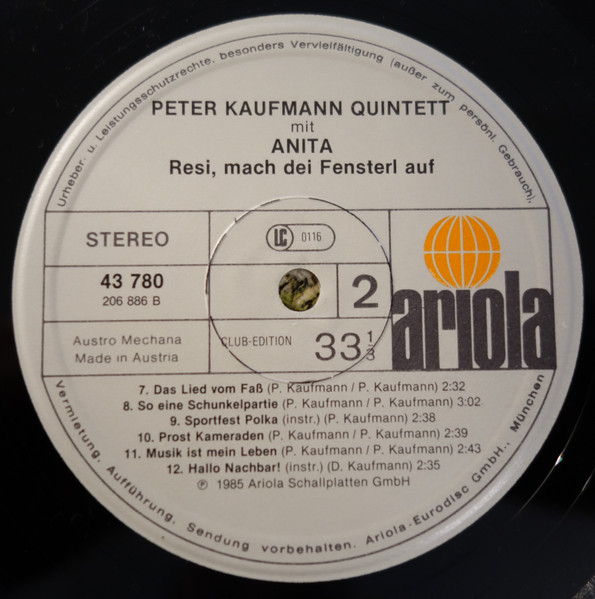 Urheber- u. Leistungsschutzrechte, besonders Vervielfältigung (außer zum persönl. Gebrauch),
PETER KAUFMANN QUINTETT
mit
ANITA
Resi, mach dei Fensterl auf
STEREO
LC 0116
43 780
206 886 B
2
ariola
Austro Mechana
Made in Austria
CLUB-EDITION
33 1/3
7. Das Lied vom Faß (P. Kaufmann / P. Kaufmann) 2:32
8. So eine Schunkelpartie (P. Kaufmann / P. Kaufmann) 3:02
9. Sportfest Polka (instr.) (P. Kaufmann) 2:38
10. Prost Kameraden (P. Kaufmann / P. Kaufmann) 2:39
11. Musik ist mein Leben (P. Kaufmann / P. Kaufmann) 2:43
12. Hallo Nachbar! (instr.) (D. Kaufmann) 2:35
℗ 1985 Ariola Schallplatten GmbH
Vermietung, Aufführung, Sendung vorbehalten. Ariola-Eurodisc GmbH., München